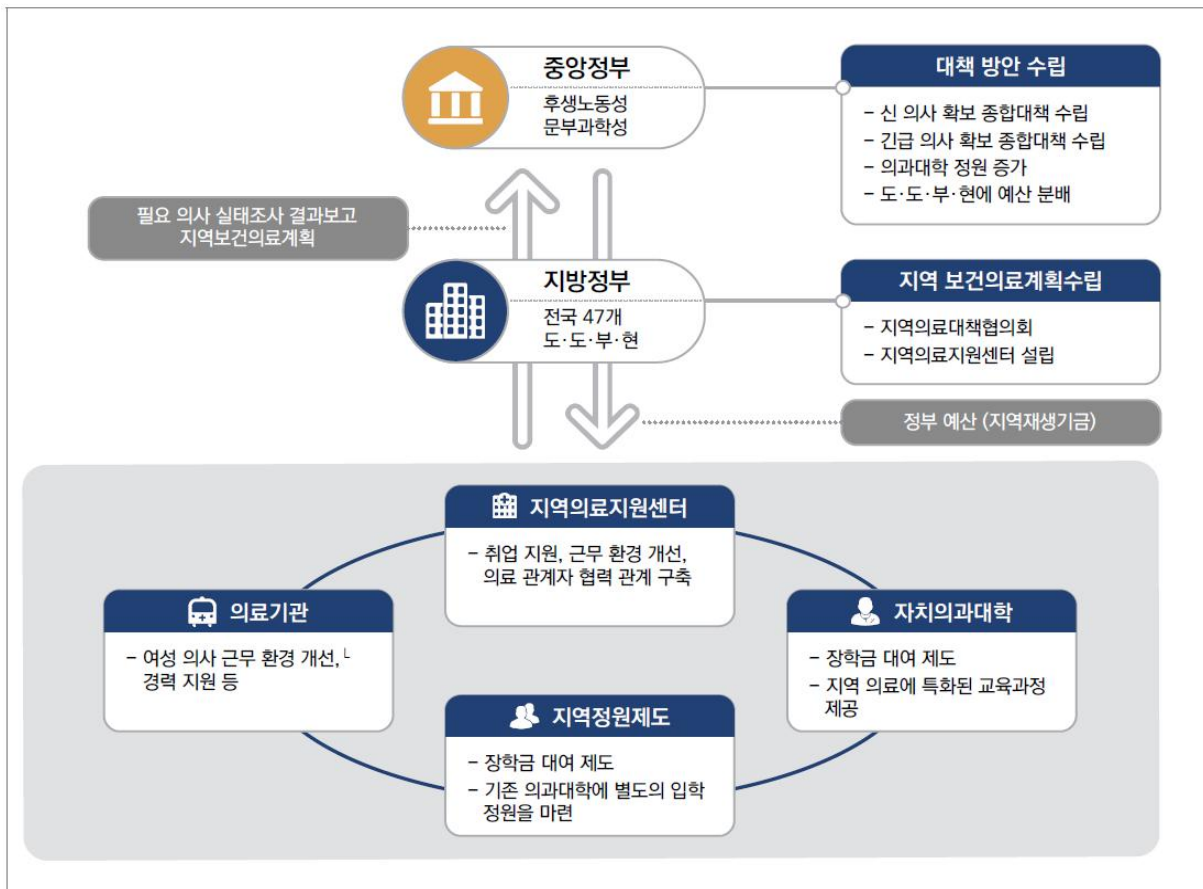 중앙정부
후생노동성
문부과학성
대책 방안 수립
– 신 의사 확보 종합대책 수립
– 긴급 의사 확보 종합대책 수립
– 의과대학 정원 증가
– 도·도·부·현에 예산 분배
필요 의사 실태조사 결과보고
지역보건의료계획
지방정부
전국 47개
도·도·부·현
지역 보건의료계획수립
– 지역의료대책협의회
– 지역의료지원센터 설립
정부 예산 (지역재생기금)
지역의료지원센터
– 취업 지원, 근무 환경 개선,
의료 관계자 협력 관계 구축
의료기관
– 여성 의사 근무 환경 개선,└
경력 지원 등
자치의과대학
– 장학금 대여 제도
– 지역 의료에 특화된 교육과정
제공
지역정원제도
– 장학금 대여 제도
– 기존 의과대학에 별도의 입학
정원을 마련